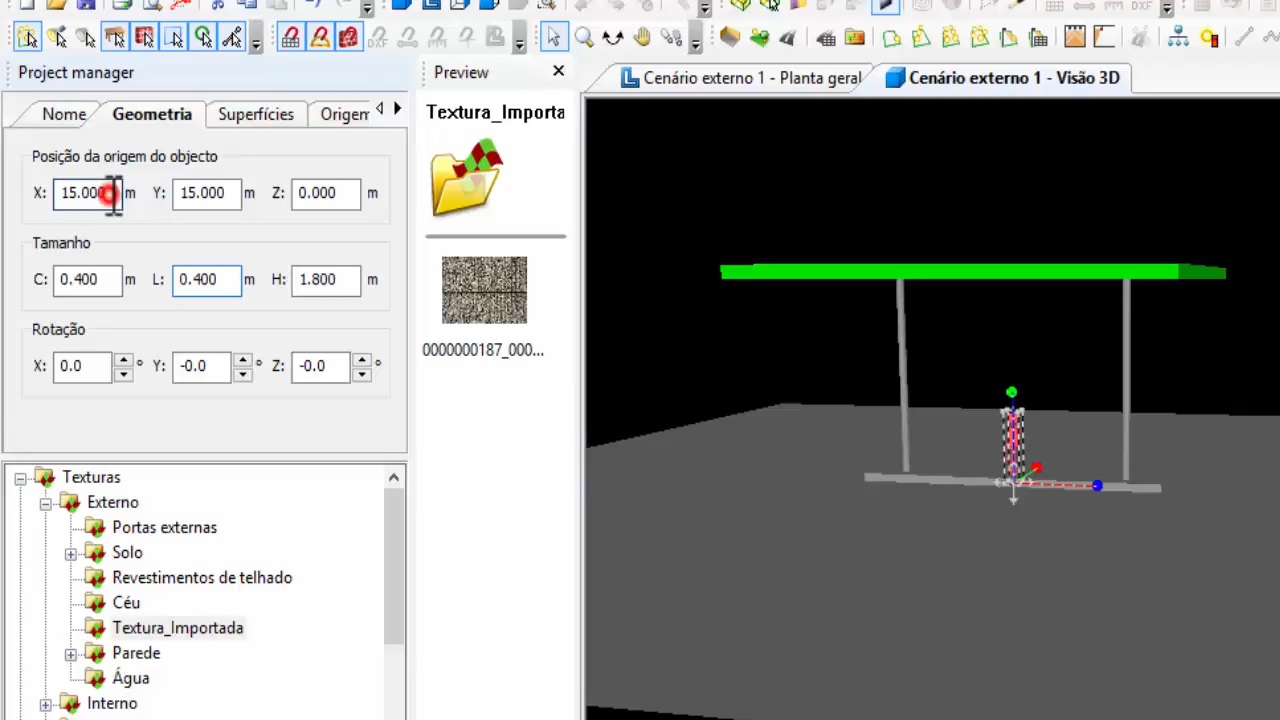 DXF
DXF
Project manager
Preview
Cenário externo 1 - Planta geral
Cenário externo 1 - Visão 3D
Nome
Geometria
Superfícies
Origem
Textura_Importa
Posição da origem do objecto
X: 15.000 m Y: 15.000 m Z: 0.000 m
Tamanho
C: 0.400 m L: 0.400 m H: 1.800 m
Rotação
X: 0.0 ° Y: -0.0 ° Z: -0.0 °
0000000187_000...
Texturas
Externo
Portas externas
Solo
Revestimentos de telhado
Céu
Textura_Importada
Parede
Água
Interno